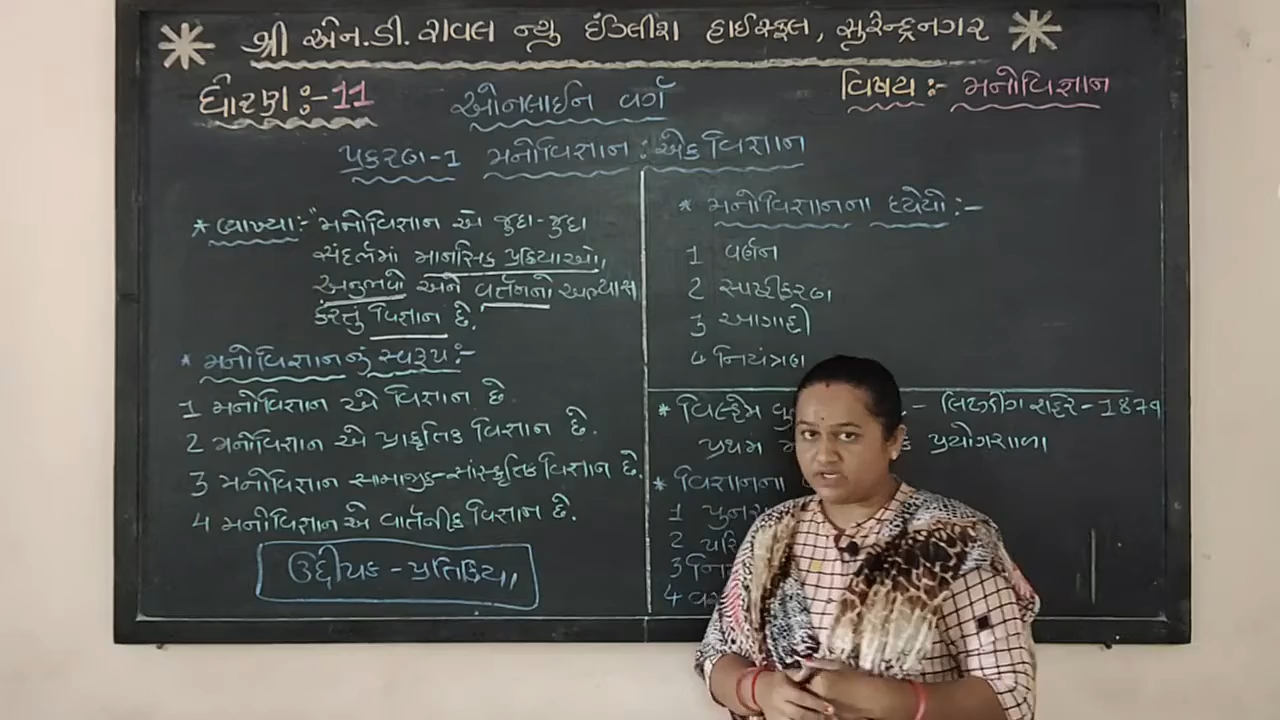 શ્રી એન.ડી. રાવલ ન્યુ ઇંગ્લીશ હાઈસ્કૂલ, સુરેન્દ્રનગર
ધોરણ:-11
ઓનલાઈન વર્ગ
વિષય:- મનોવિજ્ઞાન
પ્રકરણ-1 મનોવિજ્ઞાન : એક વિજ્ઞાન
* વ્યાખ્યા:- "મનોવિજ્ઞાન એ જુદા-જુદા
સંદર્ભમાં માનસિક પ્રક્રિયાઓ,
અનુભવો અને વર્તનનો અભ્યાસ
કરતું વિજ્ઞાન છે."
* મનોવિજ્ઞાનનું સ્વરૂપ:-
1 મનોવિજ્ઞાન એ વિજ્ઞાન છે.
2 મનોવિજ્ઞાન એ પ્રાકૃતિક વિજ્ઞાન છે.
3 મનોવિજ્ઞાન સામાજીક-સાંસ્કૃતિક વિજ્ઞાન છે.
4 મનોવિજ્ઞાન એ વાર્તનીક વિજ્ઞાન છે.
ઉદ્દીપક - પ્રતિક્રિયા
* મનોવિજ્ઞાનના ધ્યેયો:-
1 વર્ણન
2 સ્પષ્ટીકરણ
3 આગાહી
4 નિયંત્રણ
* વિલ્હેમ :- લિપઝીગ શહેર - 1879
પ્રથમ પ્રયોગશાળા
* વિજ્ઞાનના
1
2
3
4